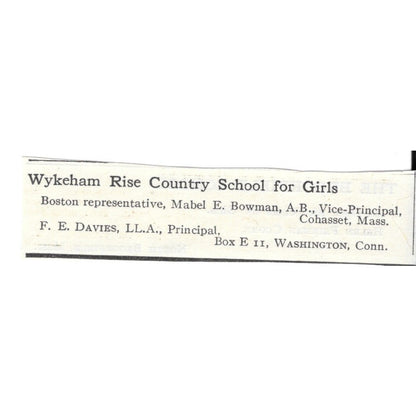 Wykeham Rise Country School for Girls
Boston representative, Mabel E. Bowman, A.B., Vice-Principal,
Cohasset, Mass.
F. E. DAVIES, LL.A., Principal.
Box E 11, WASHINGTON, Conn.